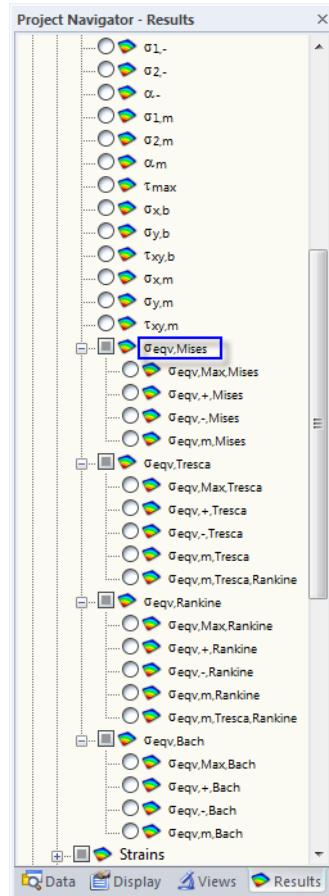 Project Navigator - Results
σ1,-
σ2,-
α-
σ1,m
σ2,m
αm
τmax
σx,b
σy,b
τxy,b
σx,m
σy,m
τxy,m
σeqv,Mises
σeqv,Max,Mises
σeqv,+,Mises
σeqv,-,Mises
σeqv,m,Mises
σeqv,Tresca
σeqv,Max,Tresca
σeqv,+,Tresca
σeqv,-,Tresca
σeqv,m,Tresca
σeqv,m,Tresca,Rankine
σeqv,Rankine
σeqv,Max,Rankine
σeqv,+,Rankine
σeqv,-,Rankine
σeqv,m,Rankine
σeqv,m,Tresca,Rankine
σeqv,Bach
σeqv,Max,Bach
σeqv,+,Bach
σeqv,-,Bach
σeqv,m,Bach
Strains
Data Display Views Results